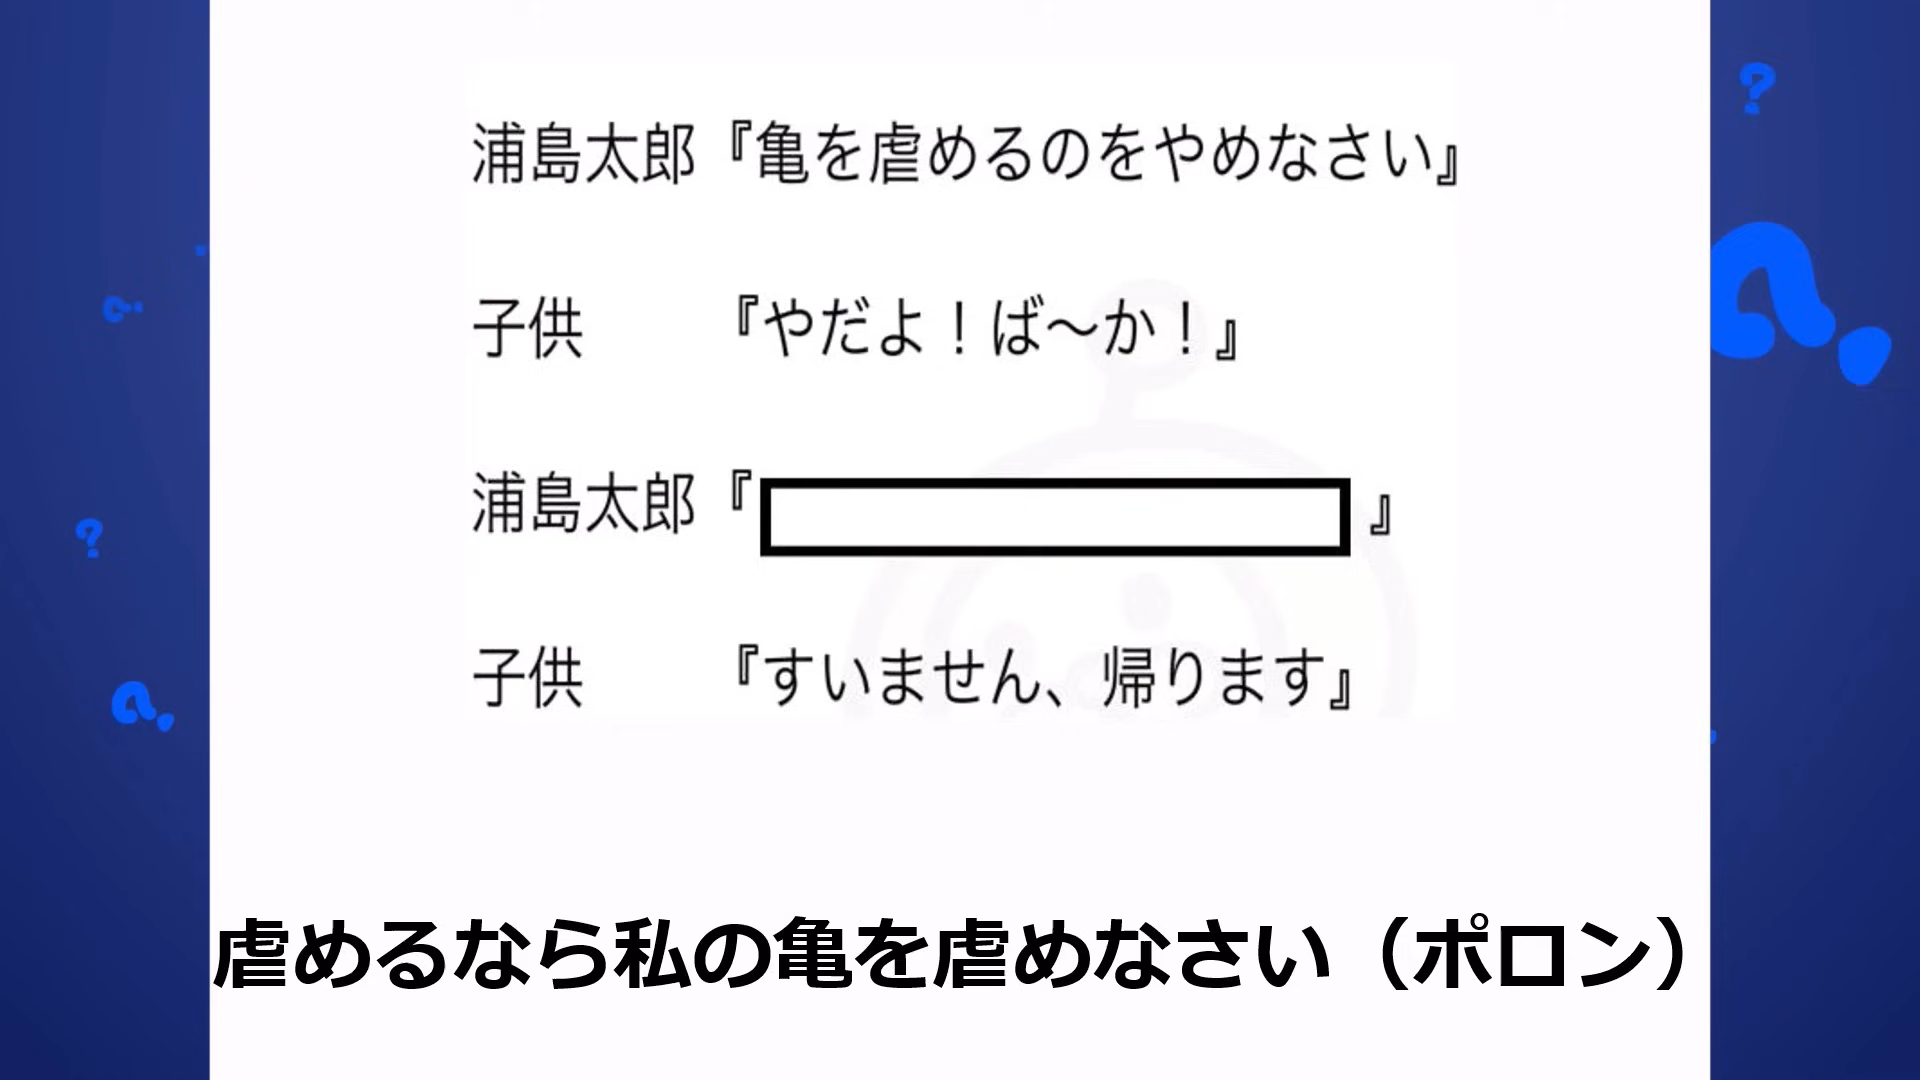 浦島太郎『亀を虐めるのをやめなさい』
子供　　『やだよ！ば〜か！』
浦島太郎『　』
子供　　『すいません、帰ります』
虐めるなら私の亀を虐めなさい（ポロン）